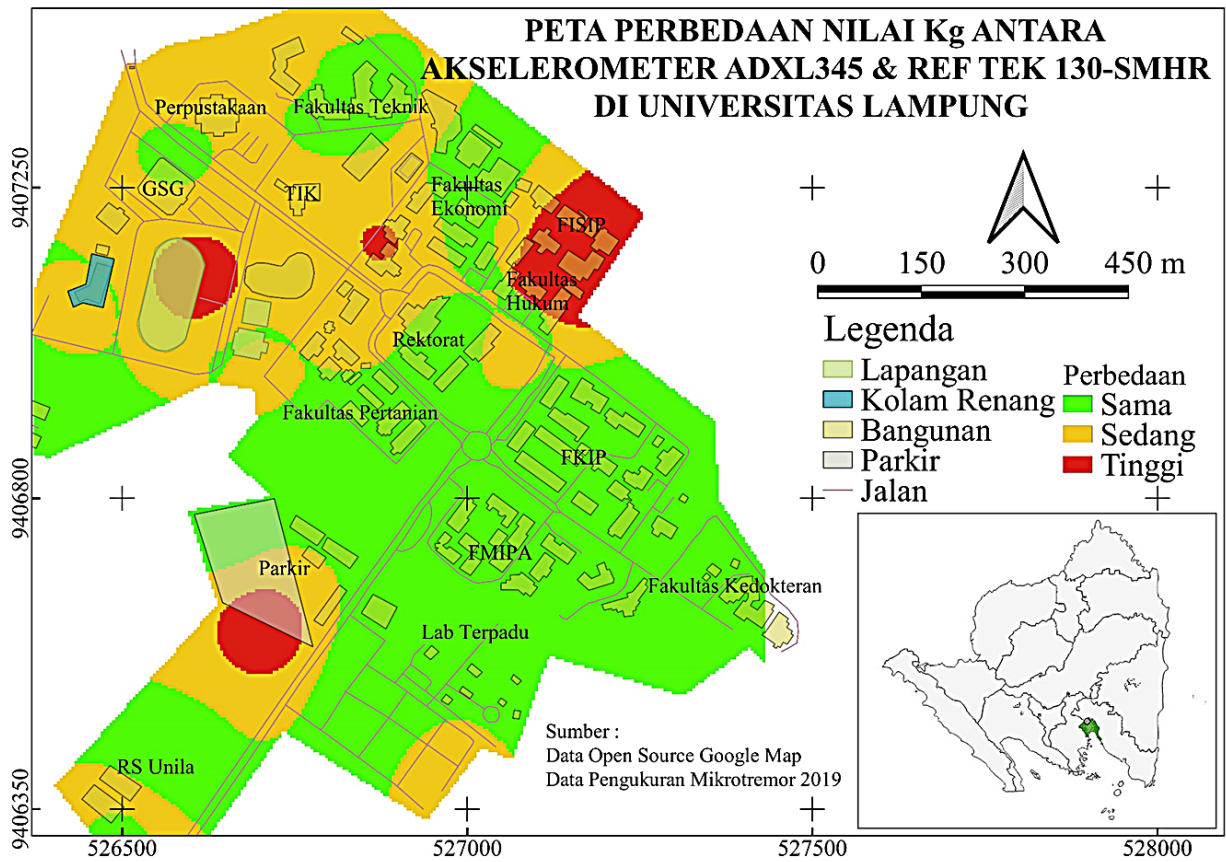 PETA PERBEDAAN NILAI Kg ANTARA
AKSELEROMETER ADXL345 & REF TEK 130-SMHR
DI UNIVERSITAS LAMPUNG
Perpustakaan
Fakultas Teknik
GSG
TIK
Fakultas
Ekonomi
FISIP
Fakultas
Hukum
Rektorat
Fakultas Pertanian
FKIP
FMIPA
Parkir
Fakultas Kedokteran
Lab Terpadu
RS Unila
0 150 300 450 m
Legenda
Lapangan
Kolam Renang
Bangunan
Parkir
Jalan
Perbedaan
Sama
Sedang
Tinggi
Sumber :
Data Open Source Google Map
Data Pengukuran Mikrotremor 2019
9407250
9406800
9406350
526500 527000 527500 528000